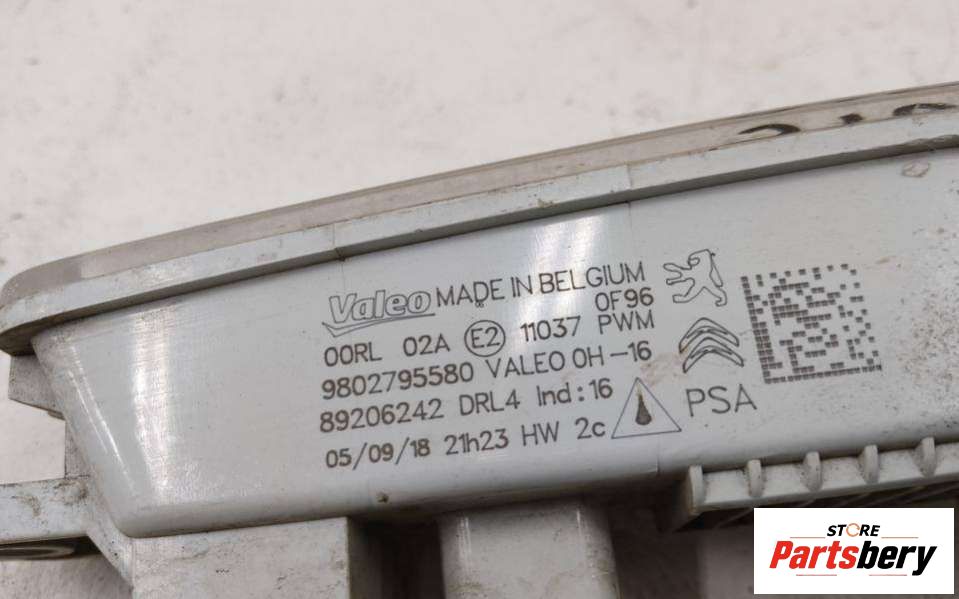 Valeo MADE IN BELGIUM
0F96
00RL 02A E2 11037 PWM
9802795580 VALEO 0H-16
89206242 DRL4 Ind:16
05/09/18 21h23 HW 2c
PSA
STORE
Partsbery